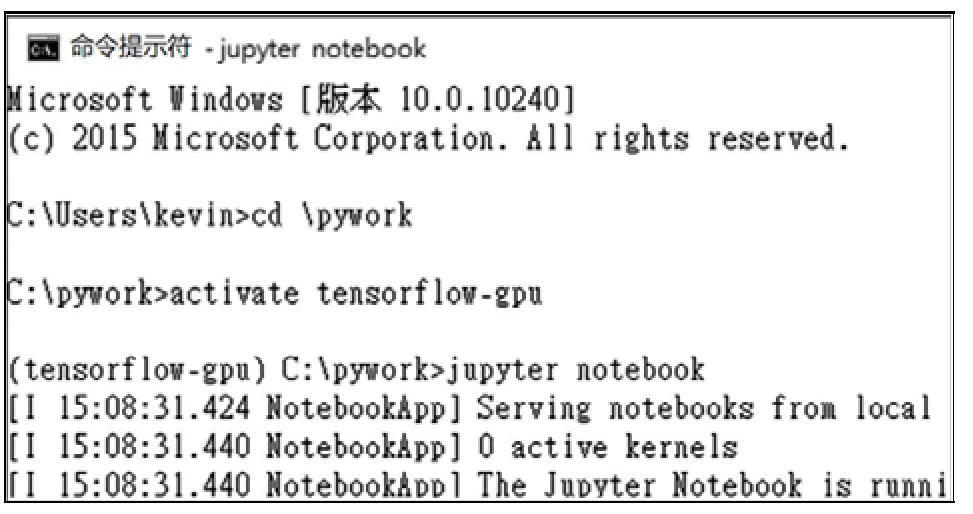 命令提示符 - jupyter notebook
Microsoft Windows [版本 10.0.10240]
(c) 2015 Microsoft Corporation. All rights reserved.
C:\Users\kevin>cd \pywork
C:\pywork>activate tensorflow-gpu
(tensorflow-gpu) C:\pywork>jupyter notebook
[I 15:08:31.424 NotebookApp] Serving notebooks from local
[I 15:08:31.440 NotebookApp] 0 active kernels
[I 15:08:31.440 NotebookApp] The Jupyter Notebook is runni